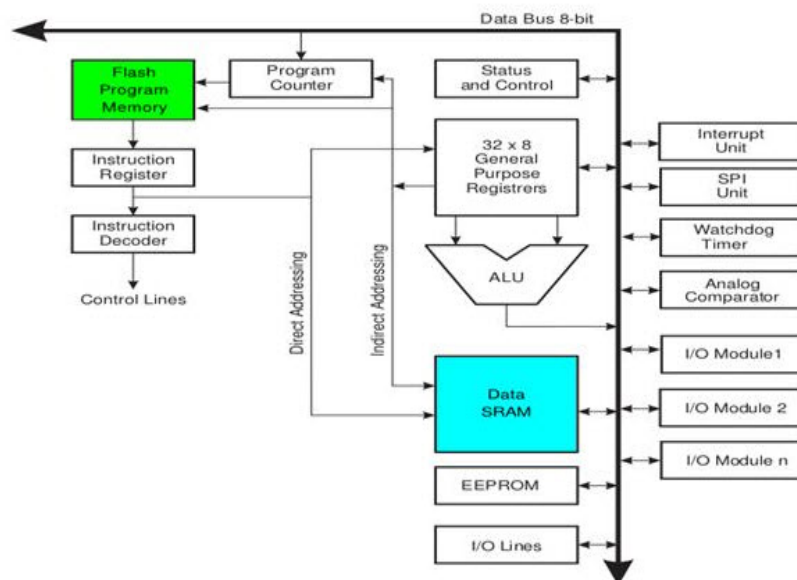 Data Bus 8-bit
Flash
Program
Memory
Program
Counter
Status
and Control
Instruction
Register
32 x 8
General
Purpose
Registrers
Interrupt
Unit
SPI
Unit
Instruction
Decoder
Watchdog
Timer
Direct Addressing
Indirect Addressing
ALU
Control Lines
Analog
Comparator
I/O Module1
Data
SRAM
I/O Module 2
I/O Module n
EEPROM
I/O Lines